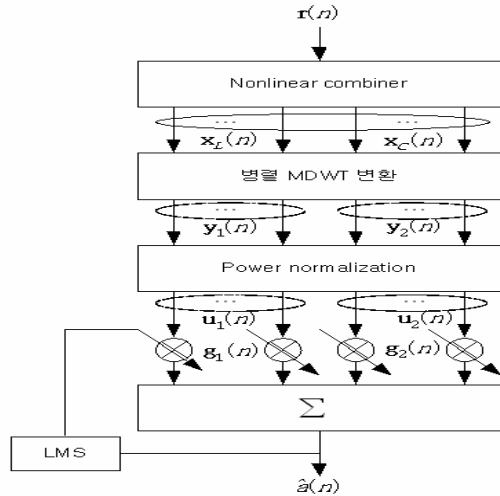 r(n)
Nonlinear combiner
... ...
x_L(n) x_C(n)
병렬 MDWT 변환
... ...
y_1(n) y_2(n)
Power normalization
... ...
u_1(n) u_2(n)
g_1(n) g_2(n)
Σ
LMS
â(n)